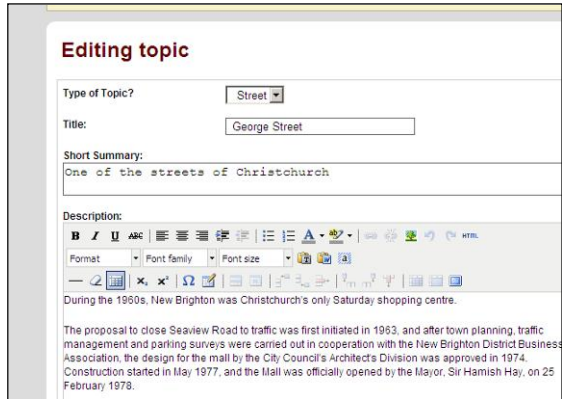 Editing topic
Type of Topic?
Street
Title:
George Street
Short Summary:
One of the streets of Christchurch
Description:
B I U ABC A ab HTML
Format Font family Font size
x₂ x² Ω
During the 1960s, New Brighton was Christchurch's only Saturday shopping centre.
The proposal to close Seaview Road to traffic was first initiated in 1963, and after town planning, traffic
management and parking surveys were carried out in cooperation with the New Brighton District Business
Association, the design for the mall by the City Council's Architect's Division was approved in 1974.
Construction started in May 1977, and the Mall was officially opened by the Mayor, Sir Hamish Hay, on 25
February 1978.